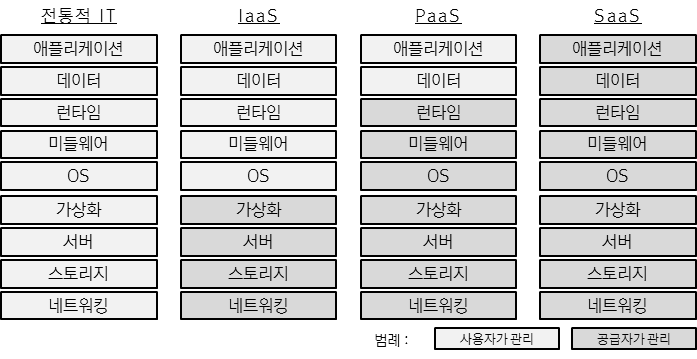 전통적 IT IaaS PaaS SaaS
애플리케이션 애플리케이션 애플리케이션 애플리케이션
데이터 데이터 데이터 데이터
런타임 런타임 런타임 런타임
미들웨어 미들웨어 미들웨어 미들웨어
OS OS OS OS
가상화 가상화 가상화 가상화
서버 서버 서버 서버
스토리지 스토리지 스토리지 스토리지
네트워킹 네트워킹 네트워킹 네트워킹
범례 : 사용자가 관리 공급자가 관리